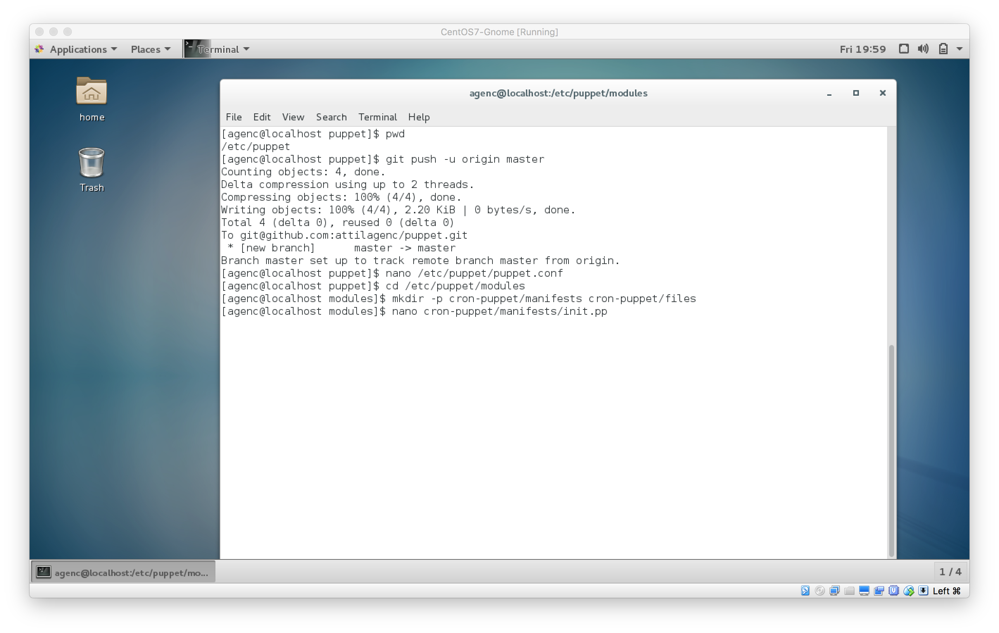 CentOS7-Gnome [Running]
Applications Places Terminal Fri 19:59
home
Trash
agenc@localhost:/etc/puppet/modules
File Edit View Search Terminal Help
[agenc@localhost puppet]$ pwd
/etc/puppet
[agenc@localhost puppet]$ git push -u origin master
Counting objects: 4, done.
Delta compression using up to 2 threads.
Compressing objects: 100% (4/4), done.
Writing objects: 100% (4/4), 2.20 KiB | 0 bytes/s, done.
Total 4 (delta 0), reused 0 (delta 0)
To git@github.com:attilagenc/puppet.git
 * [new branch]      master -> master
Branch master set up to track remote branch master from origin.
[agenc@localhost puppet]$ nano /etc/puppet/puppet.conf
[agenc@localhost puppet]$ cd /etc/puppet/modules
[agenc@localhost modules]$ mkdir -p cron-puppet/manifests cron-puppet/files
[agenc@localhost modules]$ nano cron-puppet/manifests/init.pp
agenc@localhost:/etc/puppet/mo... 1 / 4
Left ⌘